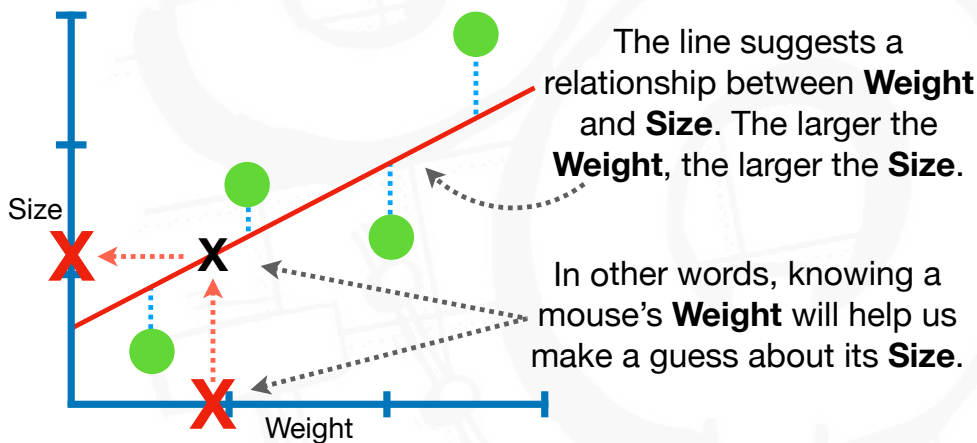 The line suggests a
relationship between Weight
and Size. The larger the
Weight, the larger the Size.
Size
X
X
In other words, knowing a
mouse's Weight will help us
make a guess about its Size.
X
Weight